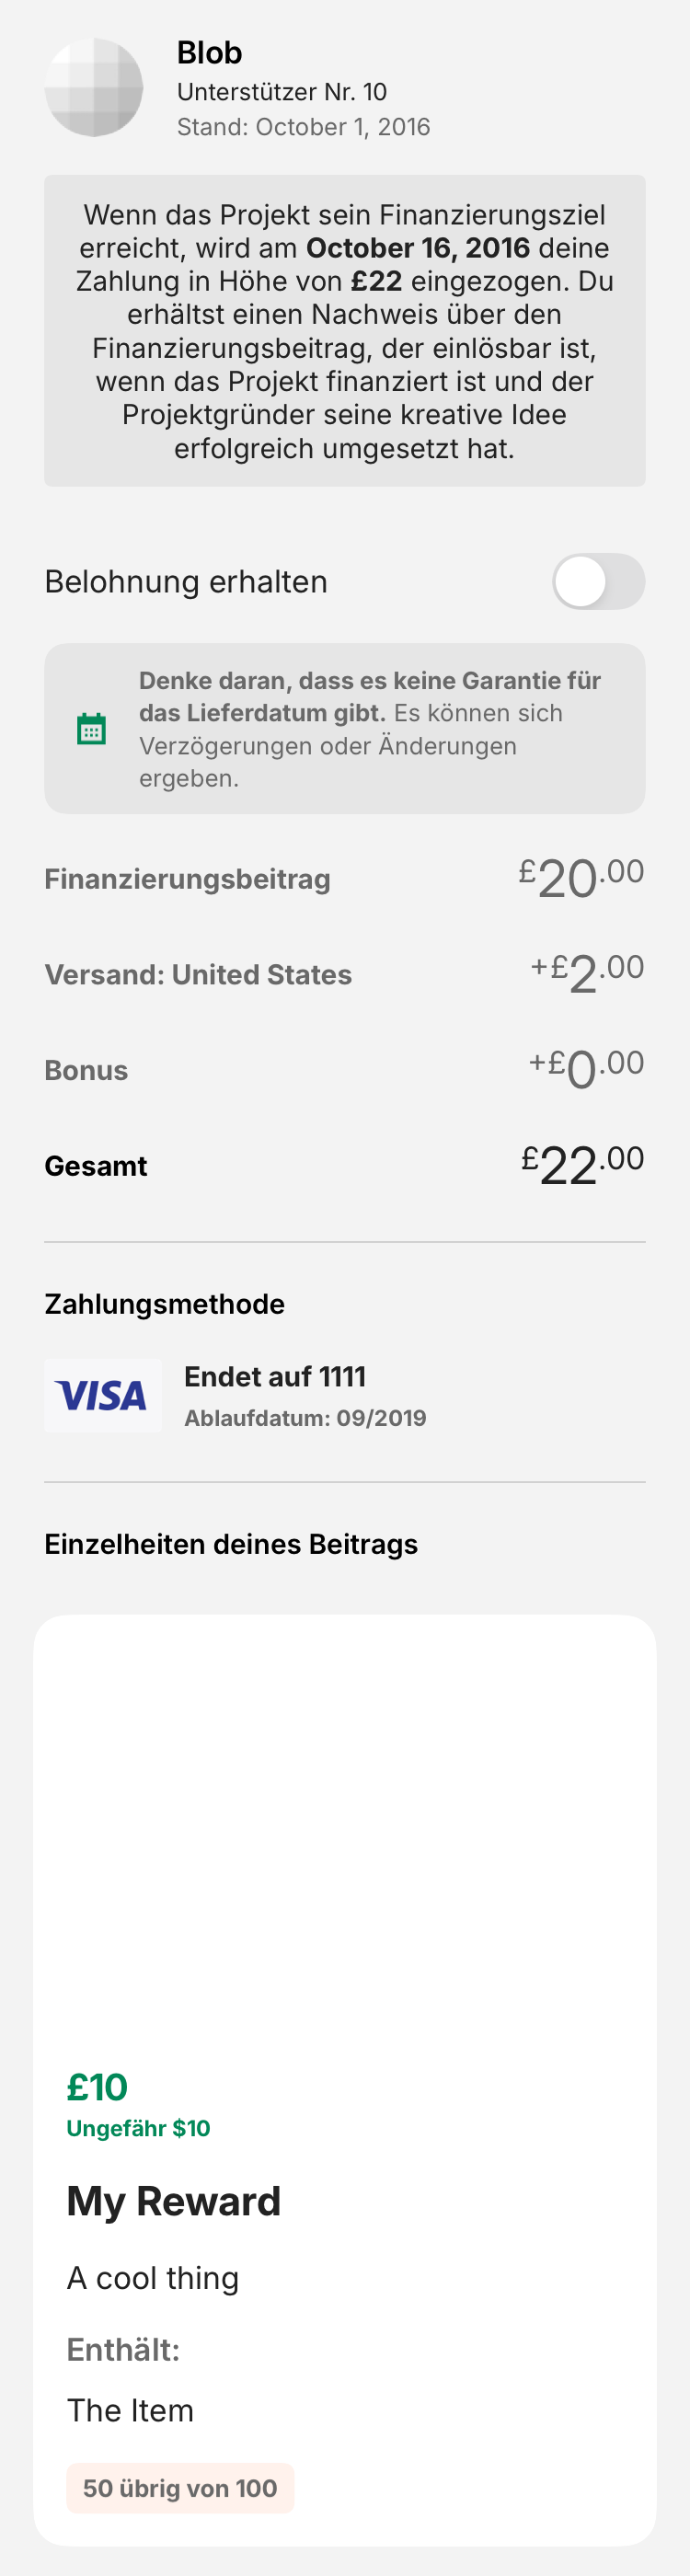 Blob
Unterstützer Nr. 10
Stand: October 1, 2016
Wenn das Projekt sein Finanzierungsziel
erreicht, wird am October 16, 2016 deine
Zahlung in Höhe von £22 eingezogen. Du
erhältst einen Nachweis über den
Finanzierungsbeitrag, der einlösbar ist,
wenn das Projekt finanziert ist und der
Projektgründer seine kreative Idee
erfolgreich umgesetzt hat.
Belohnung erhalten
Denke daran, dass es keine Garantie für
das Lieferdatum gibt. Es können sich
Verzögerungen oder Änderungen
ergeben.
Finanzierungsbeitrag £20.00
Versand: United States +£2.00
Bonus +£0.00
Gesamt £22.00
Zahlungsmethode
VISA
Endet auf 1111
Ablaufdatum: 09/2019
Einzelheiten deines Beitrags
£10
Ungefähr $10
My Reward
A cool thing
Enthält:
The Item
50 übrig von 100